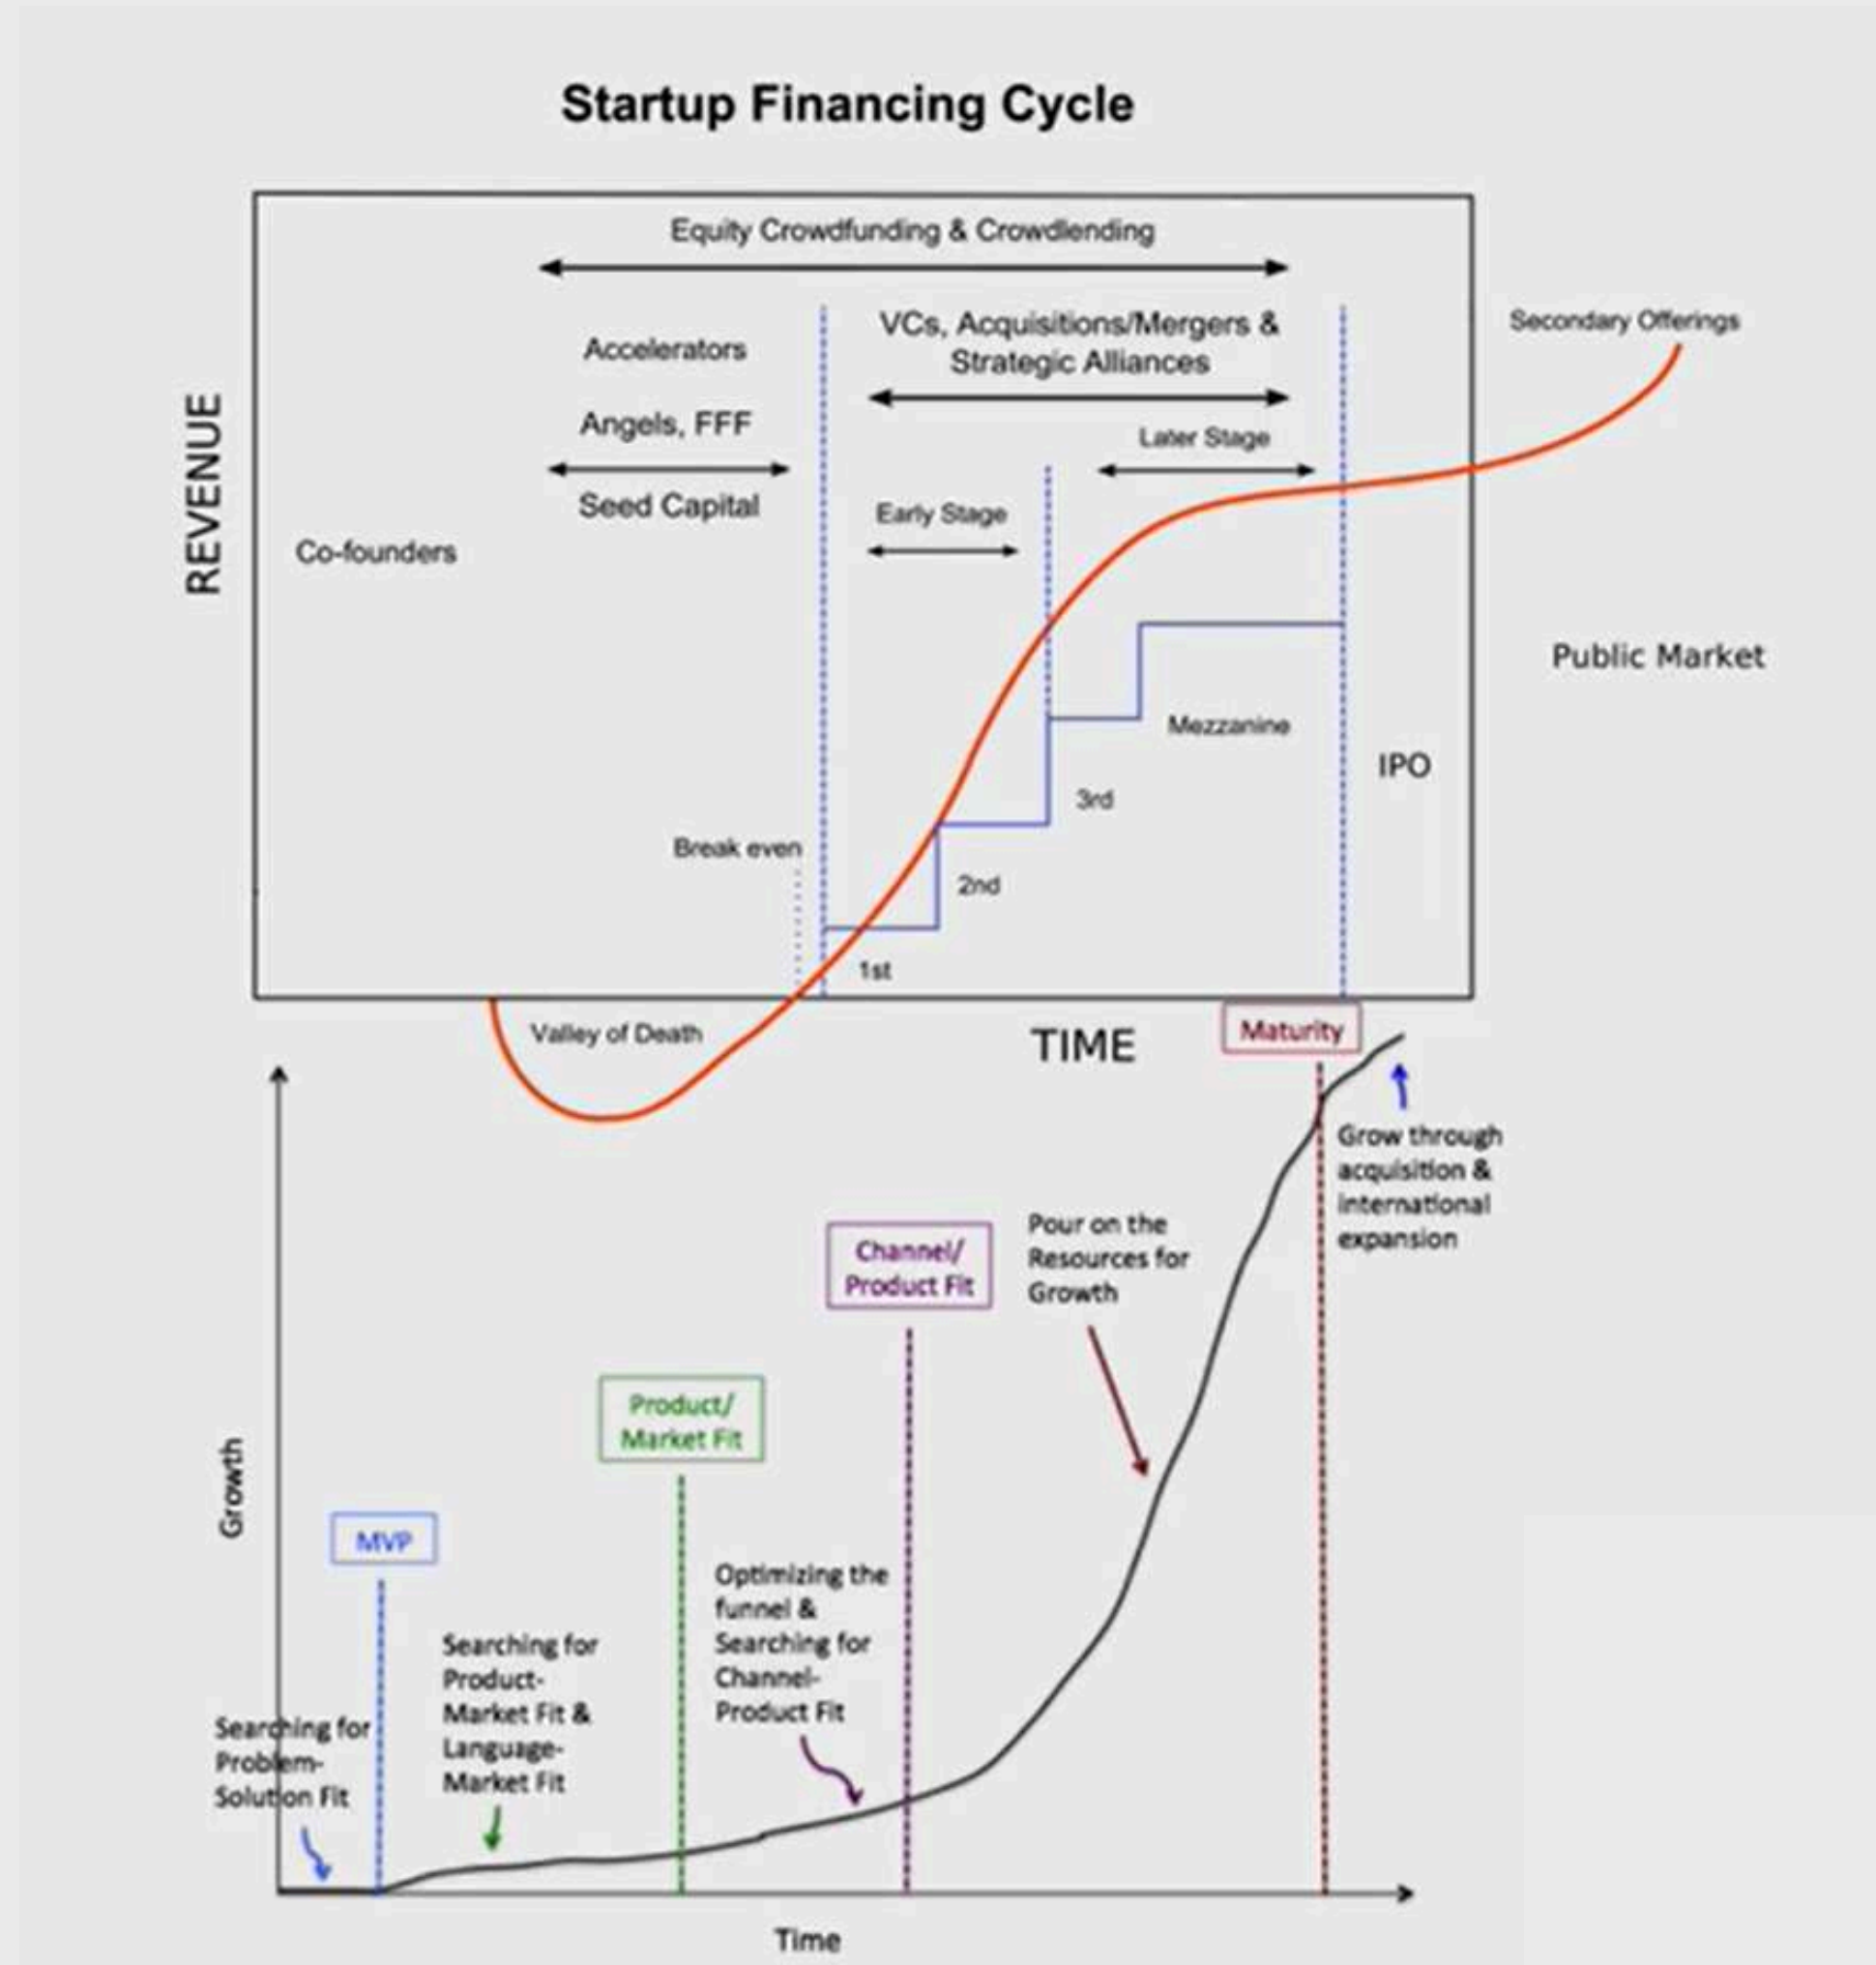 Startup Financing Cycle
Equity Crowdfunding & Crowdlending
VCs, Acquisitions/Mergers &
Strategic Alliances
Accelerators
Angels, FFF
Seed Capital
Co-founders
Later Stage
Early Stage
Secondary Offerings
REVENUE
Public Market
Mezzanine
IPO
3rd
Break even
2nd
1st
Valley of Death
TIME
Maturity
Grow through
acquisition &
international
expansion
Pour on the
Resources for
Growth
Channel/
Product Fit
Product/
Market Fit
Growth
MVP
Optimizing the
funnel &
Searching for
Channel-
Product Fit
Searching for
Product-
Market Fit &
Language-
Market Fit
Searching for
Problem-
Solution Fit
Time